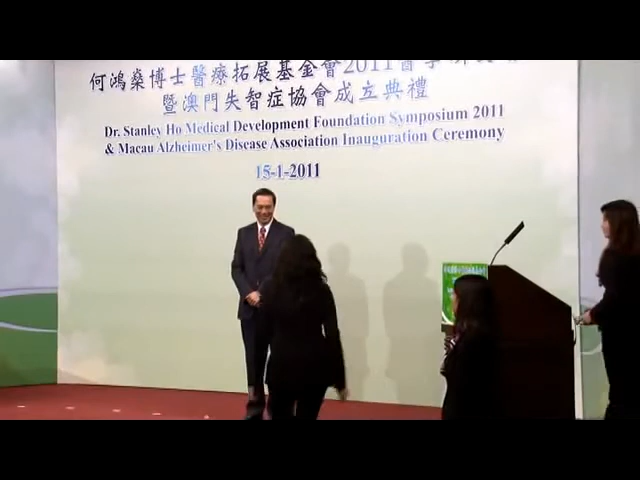 何鴻燊博士醫療拓展基金會2011醫學
暨澳門失智症協會成立典禮
Dr. Stanley Ho Medical Development Foundation Symposium 2011
& Macau Alzheimer's Disease Association Inauguration Ceremony
15-1-2011